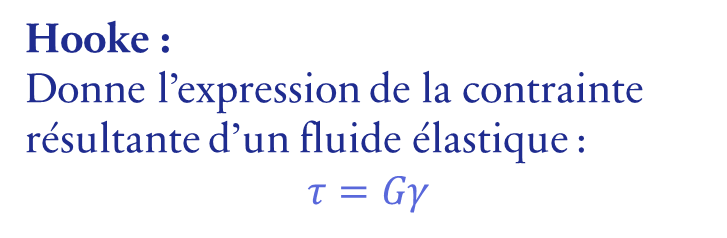 Hooke :
Donne l’expression de la contrainte
résultante d’un fluide élastique :
𝜏 = 𝐺𝛾